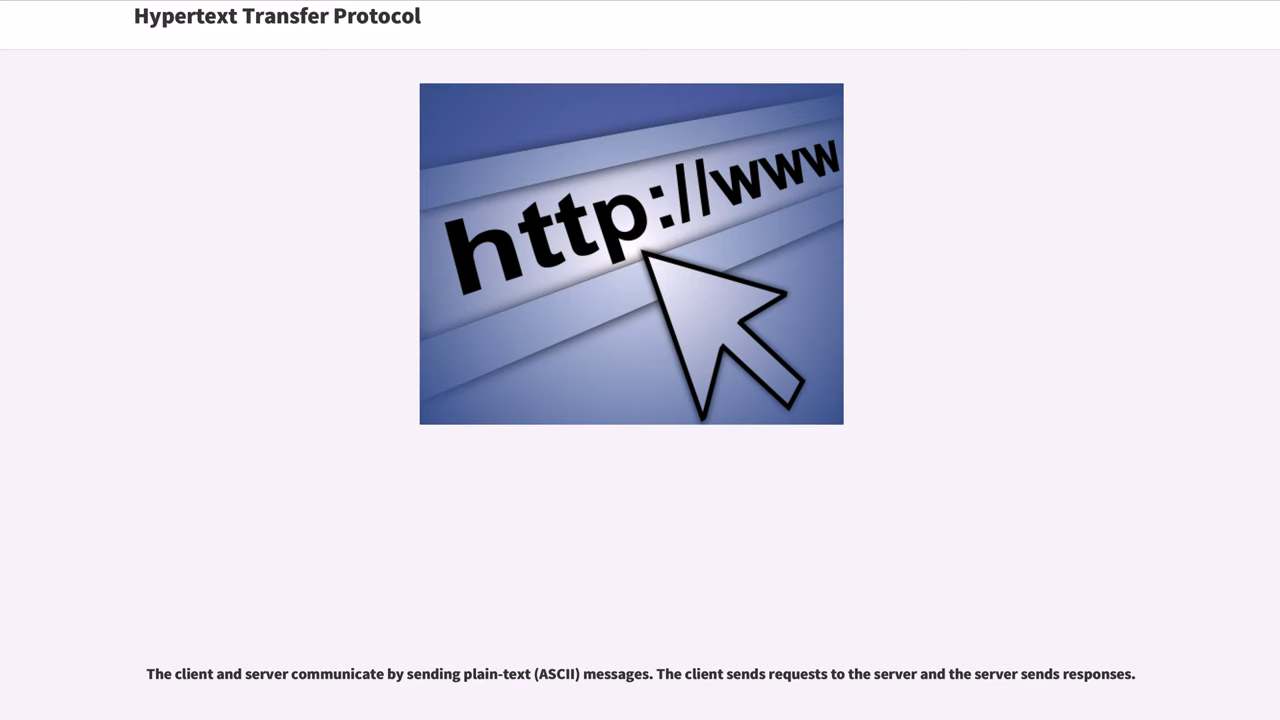 Hypertext Transfer Protocol
http://www
The client and server communicate by sending plain-text (ASCII) messages. The client sends requests to the server and the server sends responses.